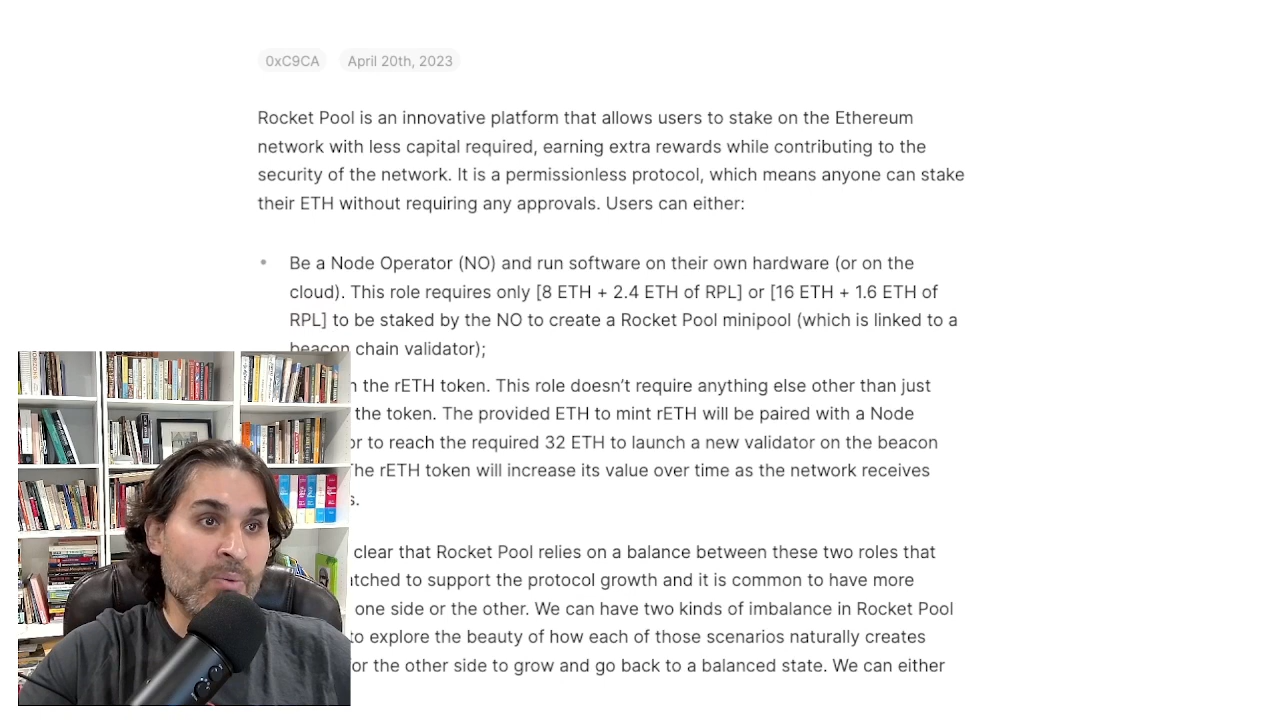 0xC9CA April 20th, 2023
Rocket Pool is an innovative platform that allows users to stake on the Ethereum
network with less capital required, earning extra rewards while contributing to the
security of the network. It is a permissionless protocol, which means anyone can stake
their ETH without requiring any approvals. Users can either:
• Be a Node Operator (NO) and run software on their own hardware (or on the
cloud). This role requires only [8 ETH + 2.4 ETH of RPL] or [16 ETH + 1.6 ETH of
RPL] to be staked by the NO to create a Rocket Pool minipool (which is linked to a
beacon chain validator);
the rETH token. This role doesn't require anything else other than just
the token. The provided ETH to mint rETH will be paired with a Node
to reach the required 32 ETH to launch a new validator on the beacon
The rETH token will increase its value over time as the network receives
clear that Rocket Pool relies on a balance between these two roles that
to support the protocol growth and it is common to have more
one side or the other. We can have two kinds of imbalance in Rocket Pool
to explore the beauty of how each of those scenarios naturally creates
for the other side to grow and go back to a balanced state. We can either